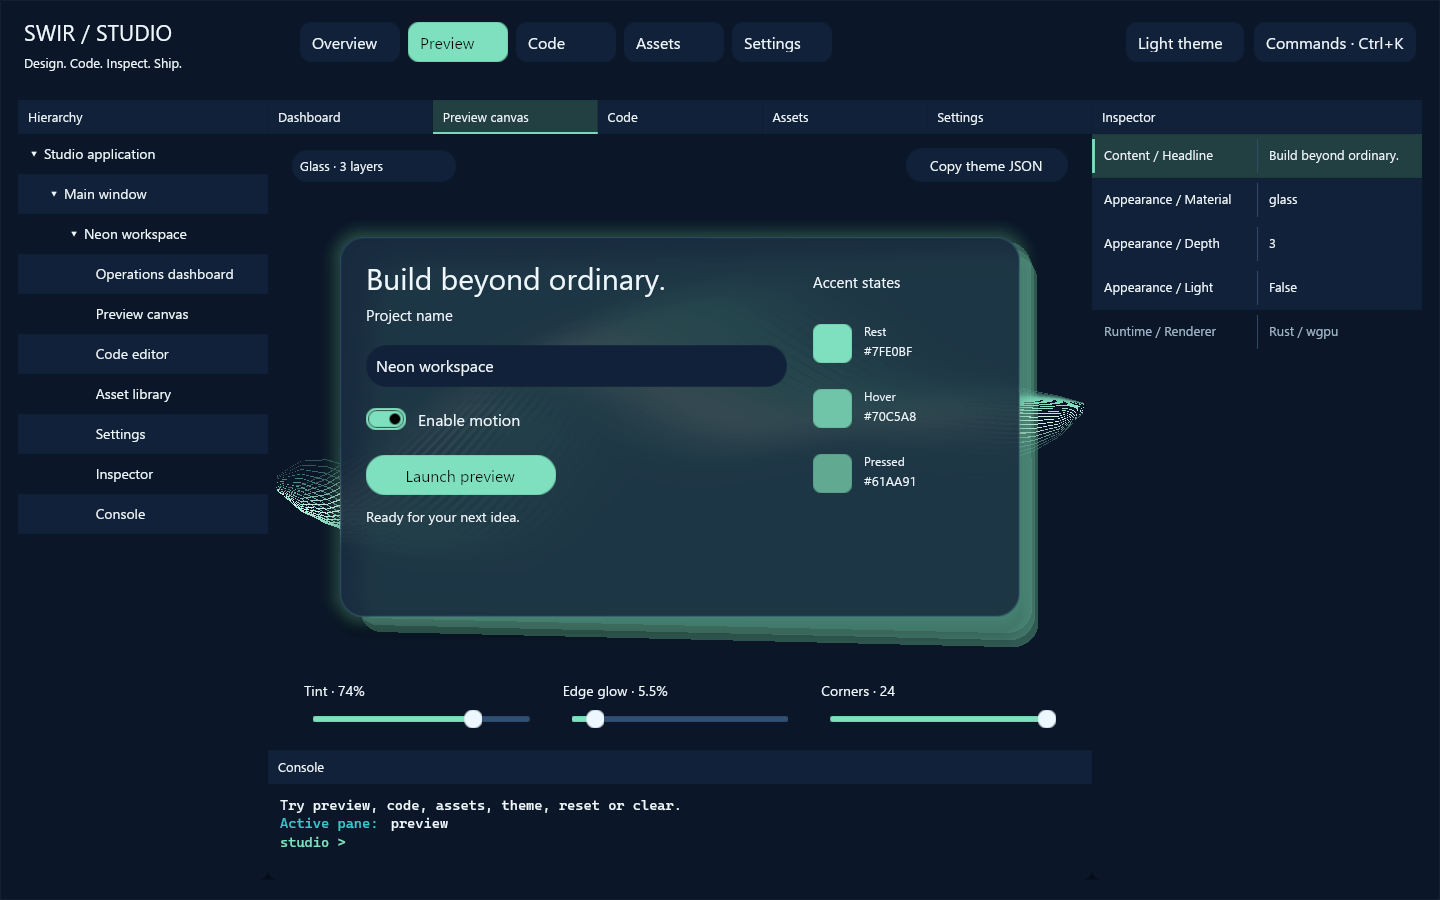 SWIR / STUDIO
Design. Code. Inspect. Ship.
Overview
Preview
Code
Assets
Settings
Light theme
Commands · Ctrl+K
Hierarchy
Studio application
Main window
Neon workspace
Operations dashboard
Preview canvas
Code editor
Asset library
Settings
Inspector
Console
Dashboard
Preview canvas
Code
Assets
Settings
Glass · 3 layers
Copy theme JSON
Build beyond ordinary.
Project name
Neon workspace
Enable motion
Launch preview
Ready for your next idea.
Accent states
Rest
#7FE0BF
Hover
#70C5A8
Pressed
#61AA91
Tint · 74%
Edge glow · 5.5%
Corners · 24
Console
Try preview, code, assets, theme, reset or clear.
Active pane: preview
studio >
Inspector
Content / Headline Build beyond ordinary.
Appearance / Material glass
Appearance / Depth 3
Appearance / Light False
Runtime / Renderer Rust / wgpu